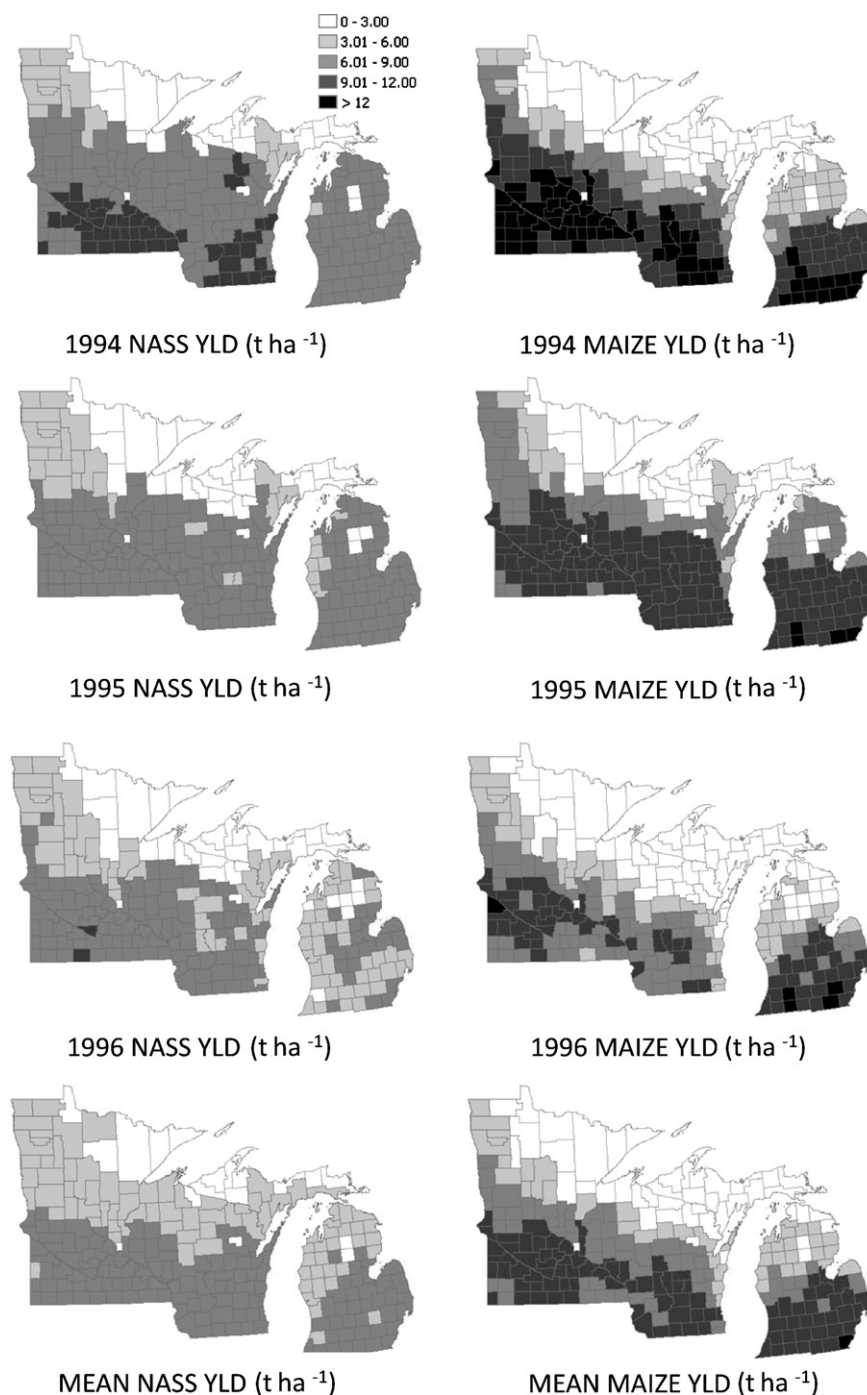 0 - 3.00
3.01 - 6.00
6.01 - 9.00
9.01 - 12.00
> 12
1994 NASS YLD (t ha -1)
1994 MAIZE YLD (t ha -1)
1995 NASS YLD (t ha -1)
1995 MAIZE YLD (t ha -1)
1996 NASS YLD (t ha -1)
1996 MAIZE YLD (t ha -1)
MEAN NASS YLD (t ha -1)
MEAN MAIZE YLD (t ha -1)